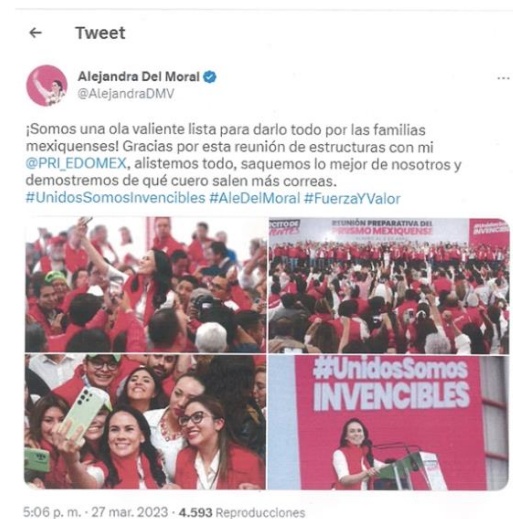 ← Tweet
Alejandra Del Moral
@AlejandraDMV
¡Somos una ola valiente lista para darlo todo por las familias
mexiquenses! Gracias por esta reunión de estructuras con mi
@PRI_EDOMEX, alistemos todo, saquemos lo mejor de nosotros y
demostremos de qué cuero salen más correas.
#UnidosSomosInvencibles #AleDelMoral #FuerzaYValor
REUNIÓN PREPARATIVA DEL
PRIISMO MEXIQUENSE
INVENCIBLES
#UnidosSomos
INVENCIBLES
5:06 p. m. · 27 mar. 2023 · 4.593 Reproducciones